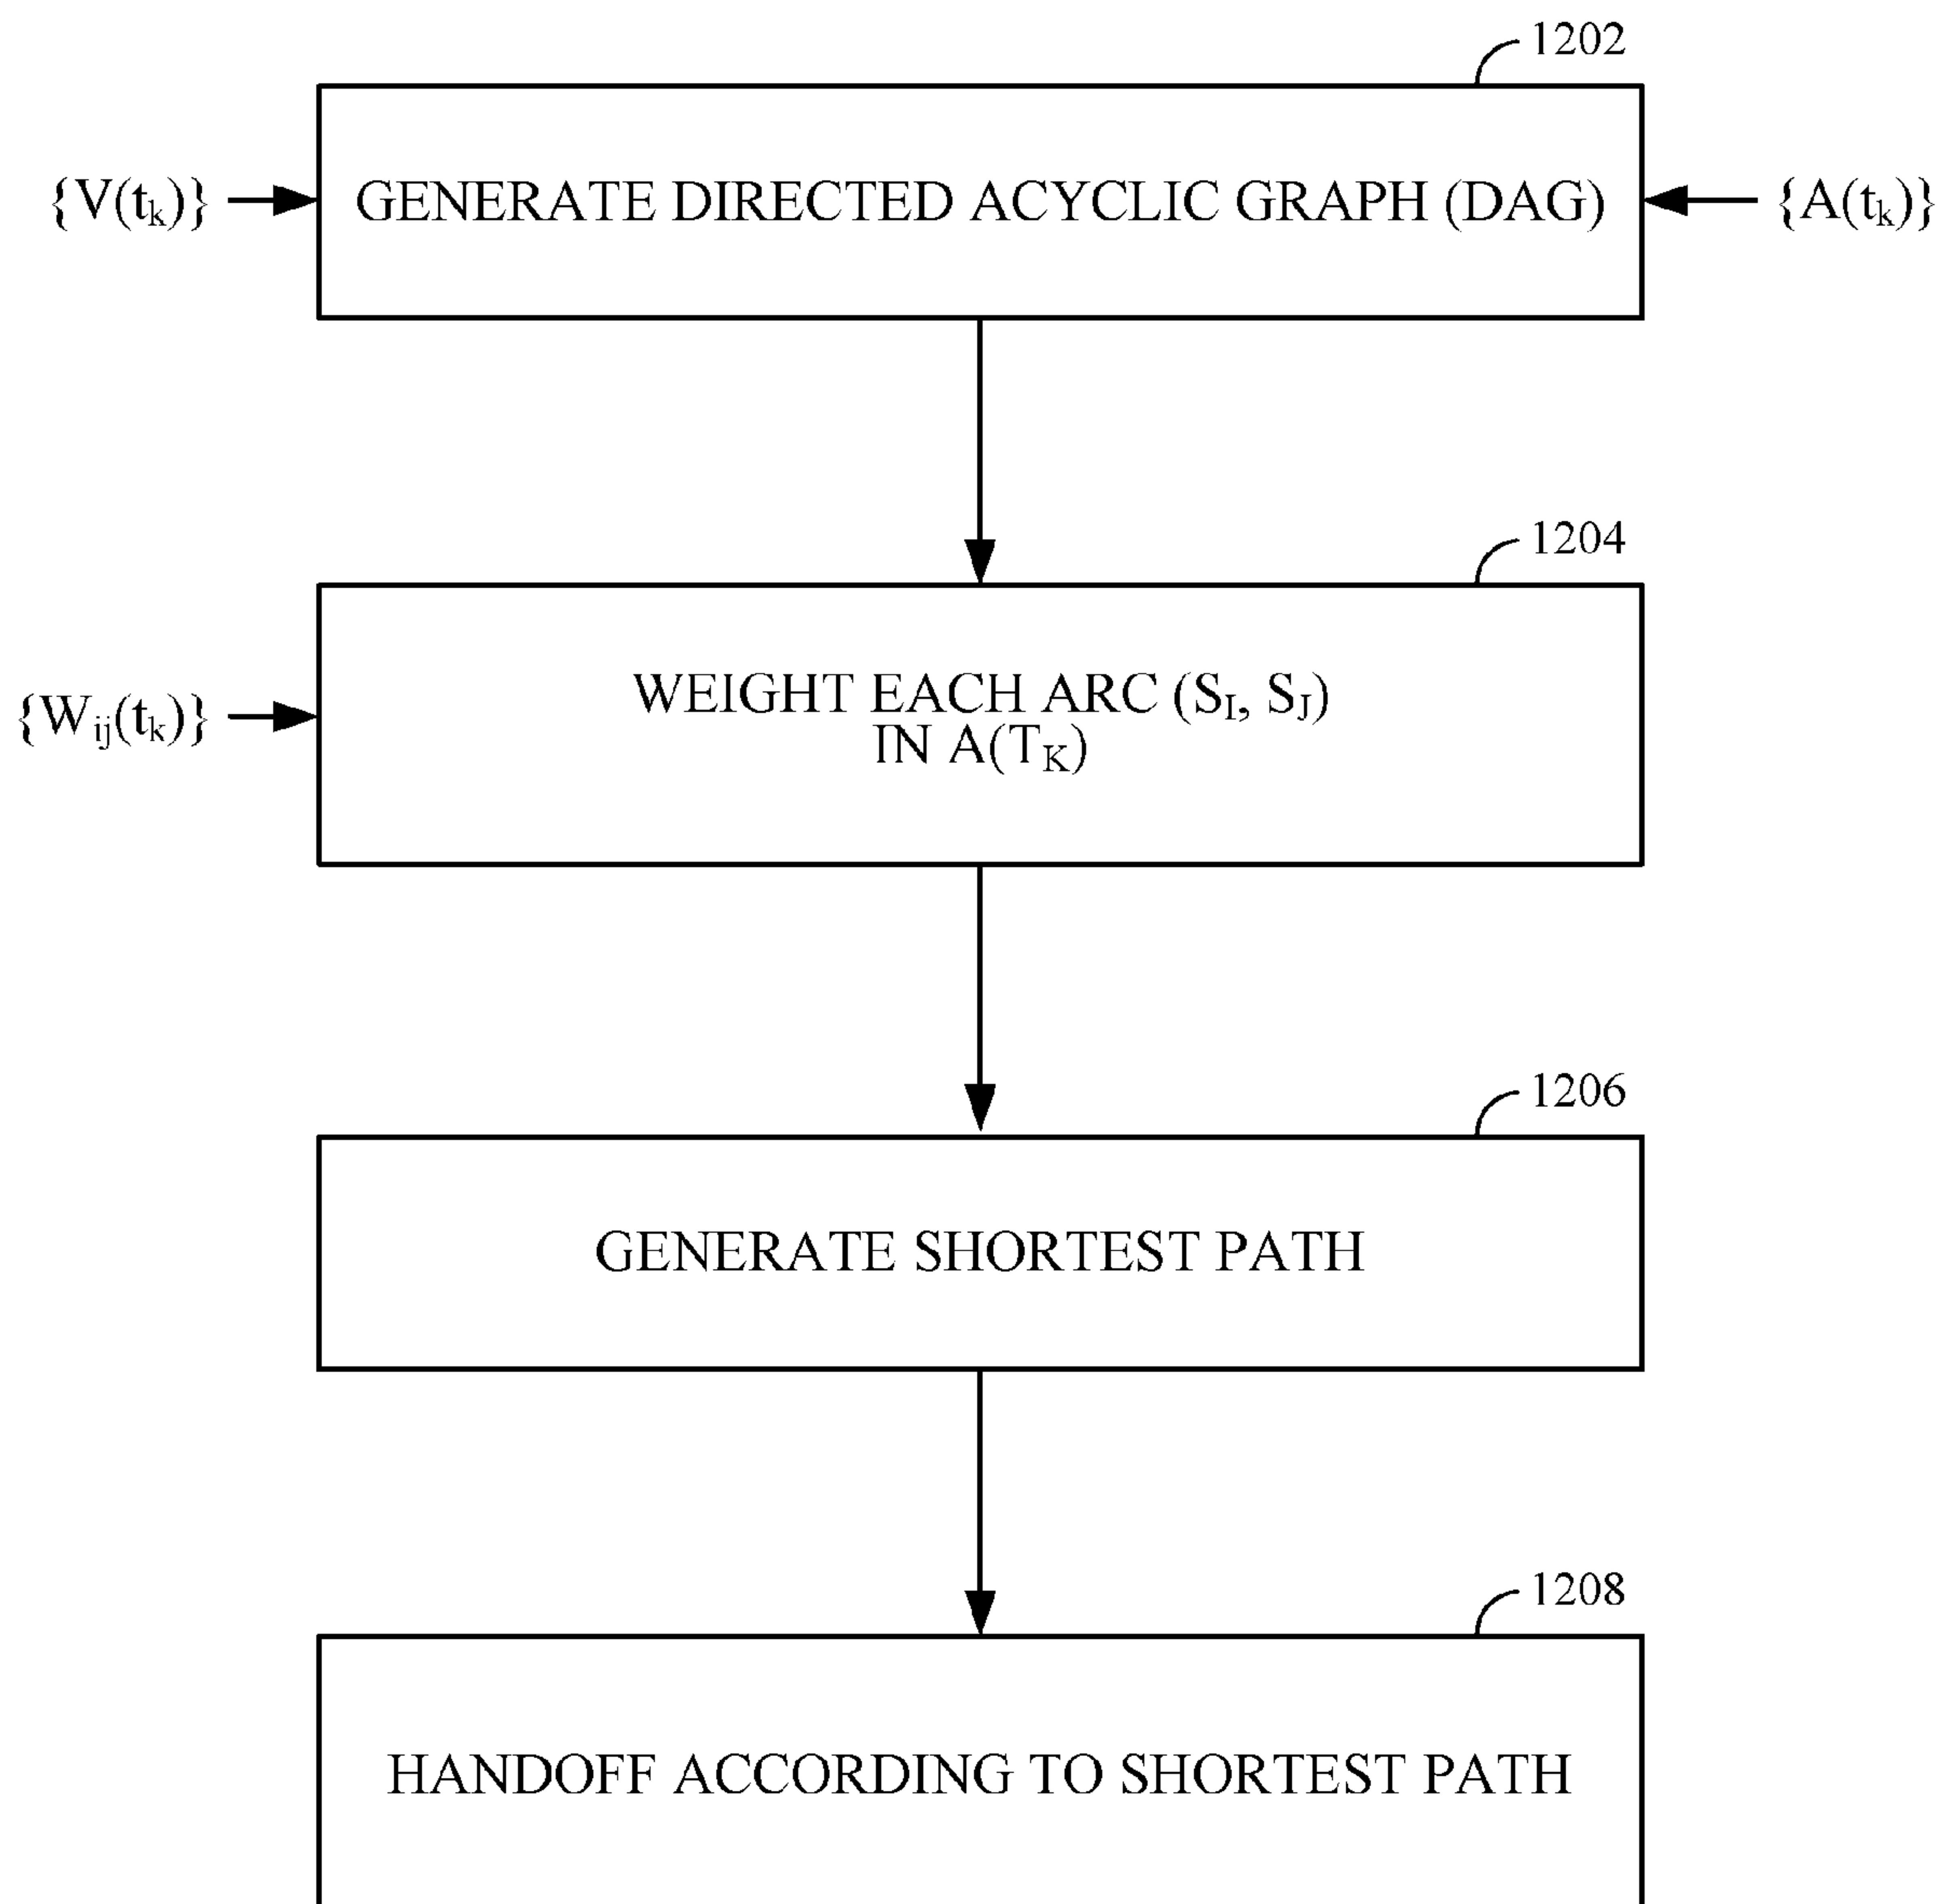 1202
{V(tk)}
GENERATE DIRECTED ACYCLIC GRAPH (DAG)
{A(tk)}
1204
{Wij(tk)}
WEIGHT EACH ARC (SI, SJ)
IN A(TK)
1206
GENERATE SHORTEST PATH
1208
HANDOFF ACCORDING TO SHORTEST PATH